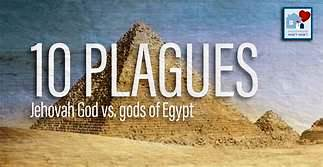 10 PLAGUES
Jehovah God vs. gods of Egypt